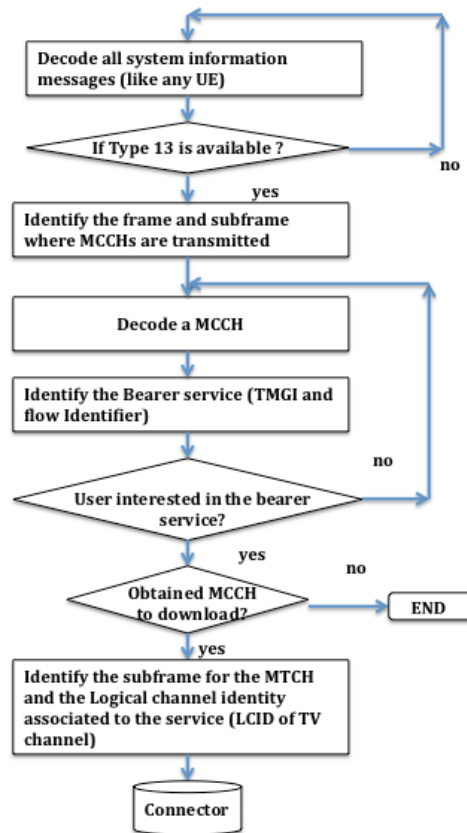 Decode all system information
messages (like any UE)
If Type 13 is available ?
no
yes
Identify the frame and subframe
where MCCHs are transmitted
Decode a MCCH
Identify the Bearer service (TMGI and
flow Identifier)
no
User interested in the bearer
service?
yes
no
Obtained MCCH
to download?
END
yes
Identify the subframe for the MTCH
and the Logical channel identity
associated to the service (LCID of TV
channel)
Connector